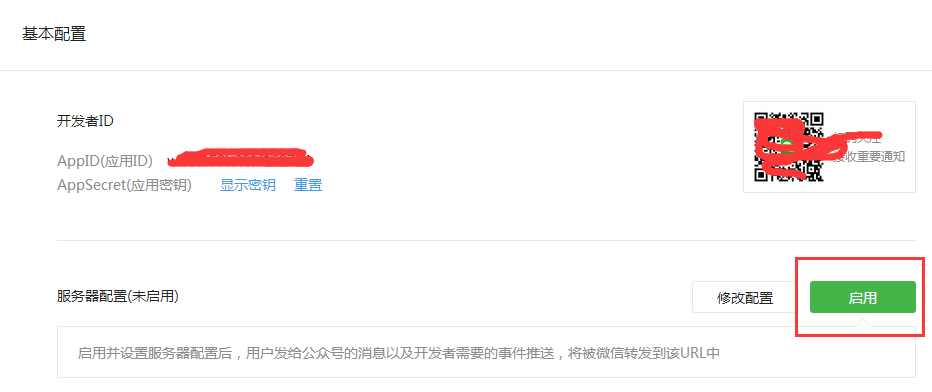 基本配置
开发者ID
AppID(应用ID)
AppSecret(应用密钥) 显示密钥 重置
接收重要通知
服务器配置(未启用) 修改配置 启用
启用并设置服务器配置后，用户发给公众号的消息以及开发者需要的事件推送，将被微信转发到该URL中